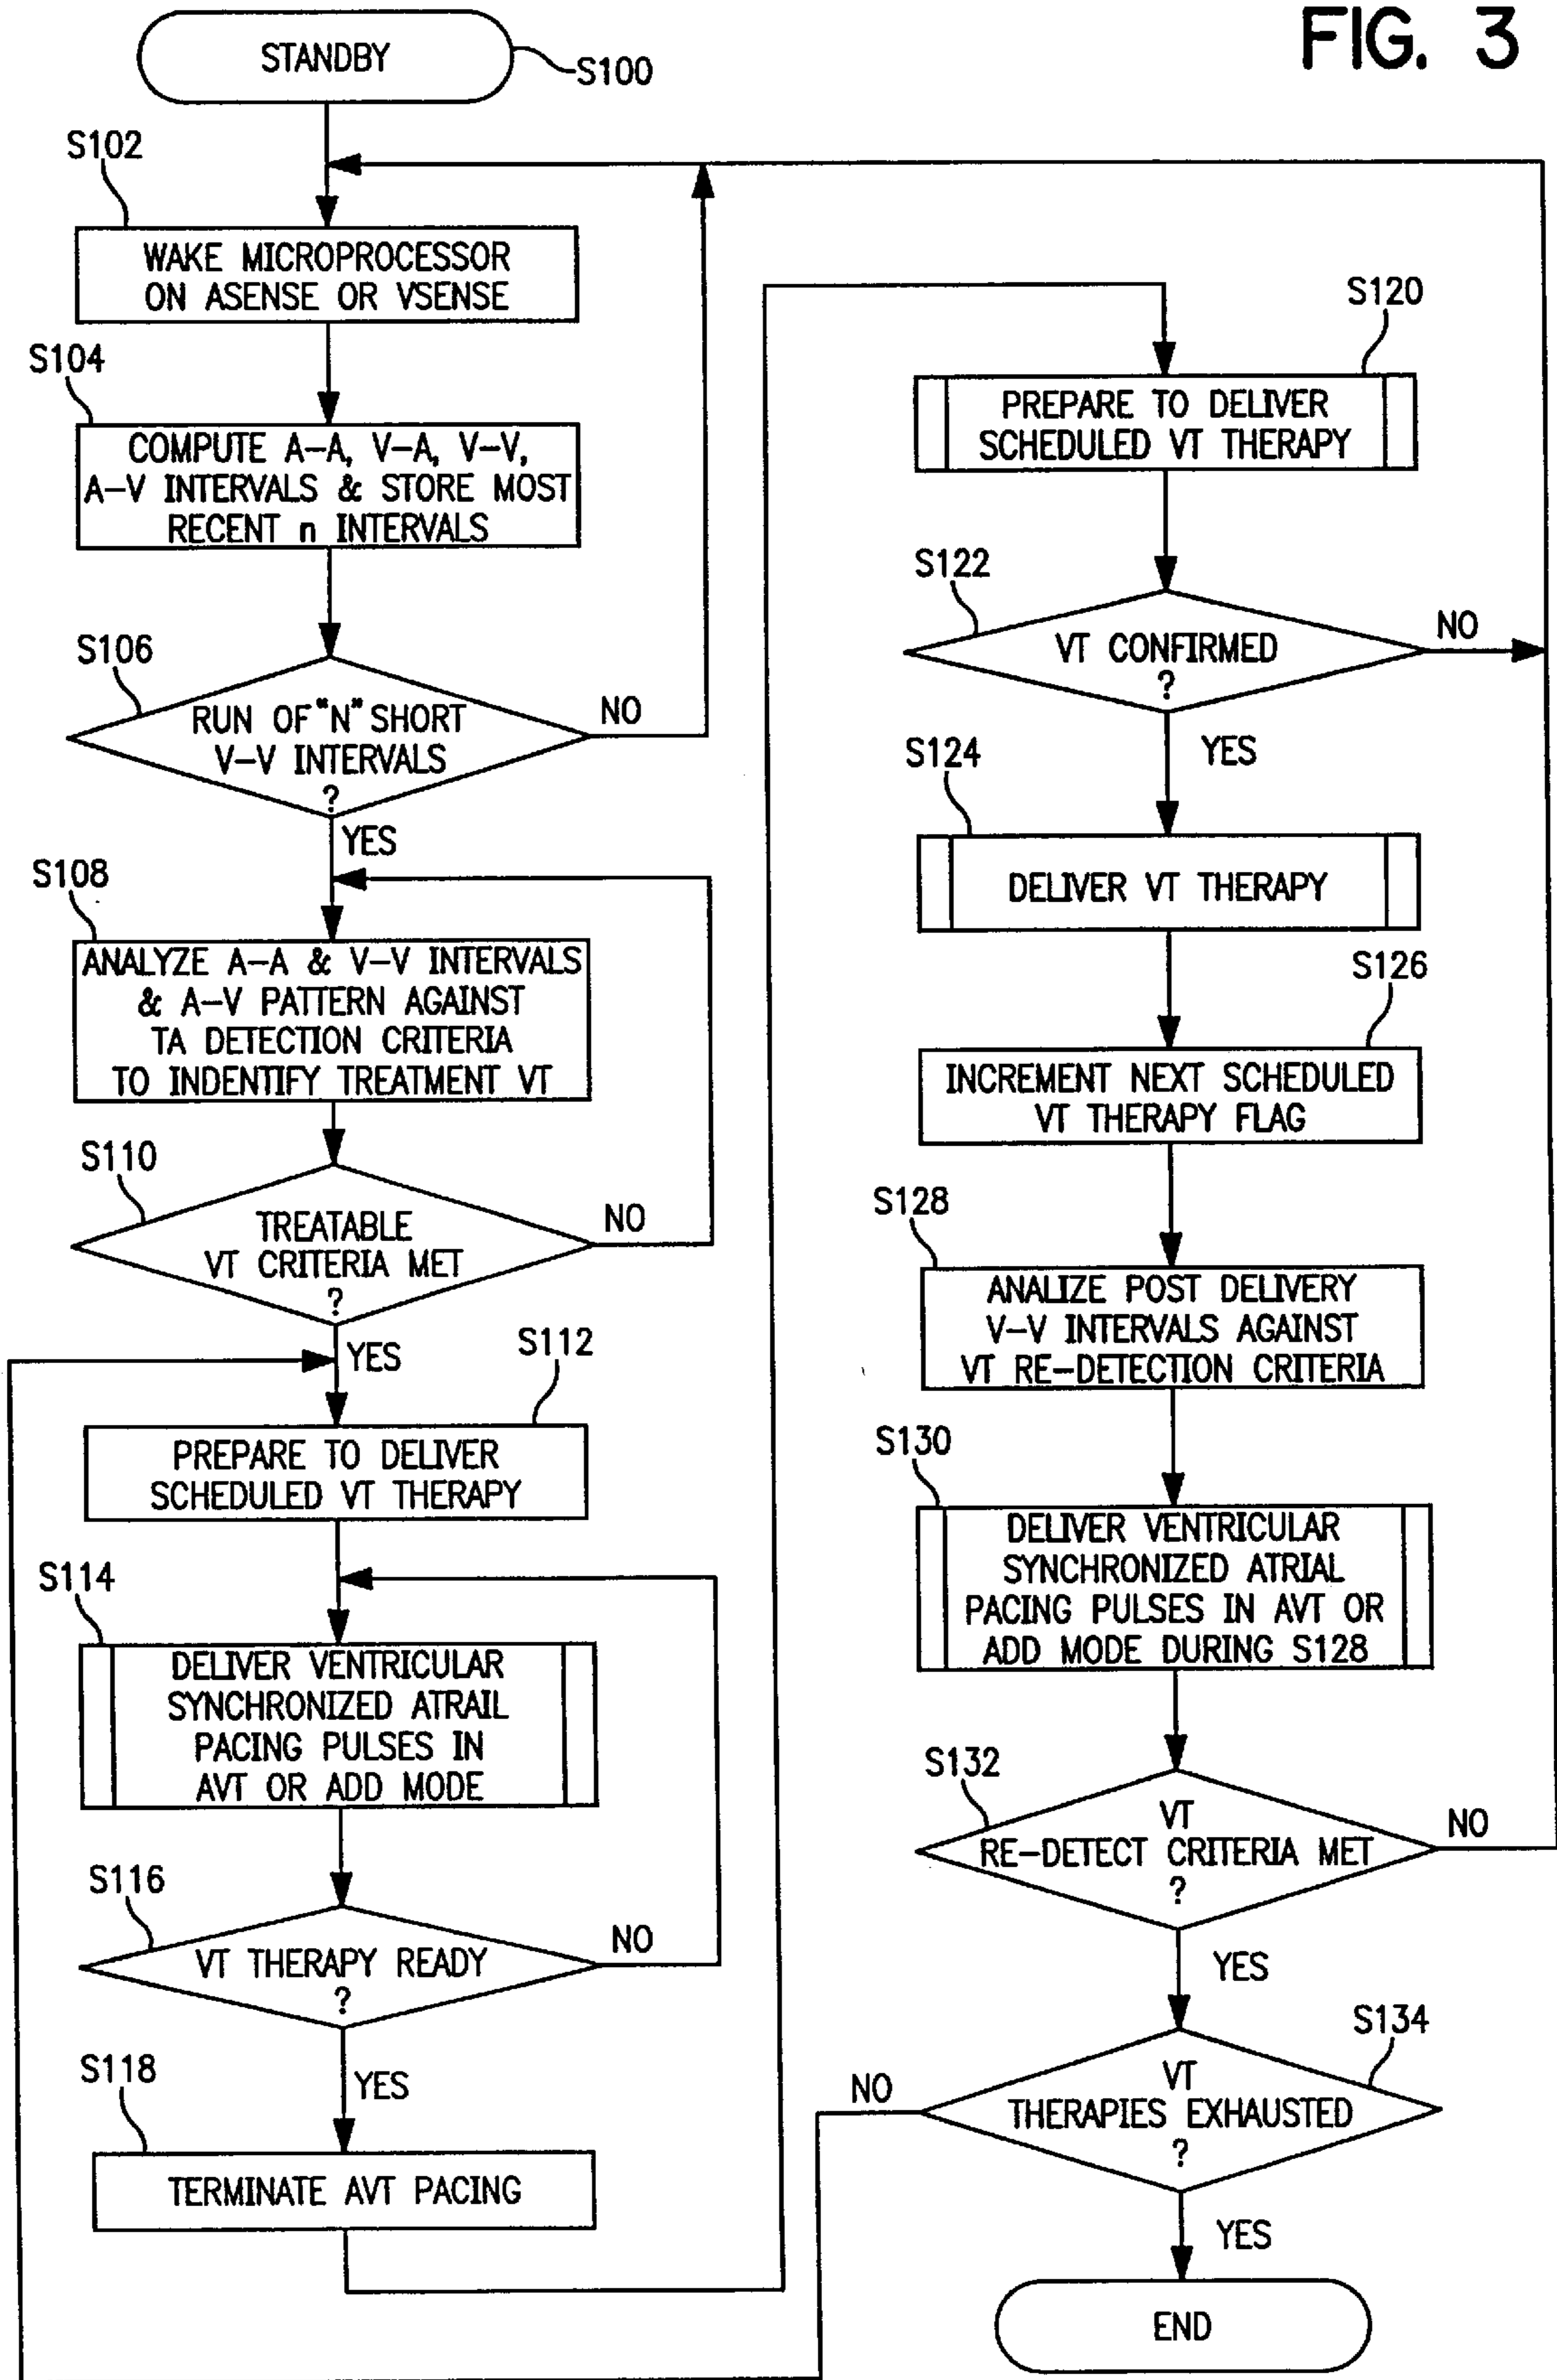 FIG. 3
STANDBY
S100
S102
WAKE MICROPROCESSOR
ON ASENSE OR VSENSE
S104
COMPUTE A-A, V-A, V-V,
A-V INTERVALS & STORE MOST
RECENT n INTERVALS
S106
RUN OF "N" SHORT
V-V INTERVALS
?
NO
YES
S108
ANALYZE A-A & V-V INTERVALS
& A-V PATTERN AGAINST
TA DETECTION CRITERIA
TO INDENTIFY TREATMENT VT
S110
TREATABLE
VT CRITERIA MET
?
NO
YES
S112
PREPARE TO DELIVER
SCHEDULED VT THERAPY
S114
DELIVER VENTRICULAR
SYNCHRONIZED ATRAIL
PACING PULSES IN
AVT OR ADD MODE
S116
VT THERAPY READY
?
NO
YES
S118
TERMINATE AVT PACING
S120
PREPARE TO DELIVER
SCHEDULED VT THERAPY
S122
VT CONFIRMED
?
NO
YES
S124
DELIVER VT THERAPY
S126
INCREMENT NEXT SCHEDULED
VT THERAPY FLAG
S128
ANALIZE POST DELIVERY
V-V INTERVALS AGAINST
VT RE-DETECTION CRITERIA
S130
DELIVER VENTRICULAR
SYNCHRONIZED ATRIAL
PACING PULSES IN AVT OR
ADD MODE DURING S128
S132
VT
RE-DETECT CRITERIA MET
?
NO
YES
S134
VT
THERAPIES EXHAUSTED
?
NO
YES
END